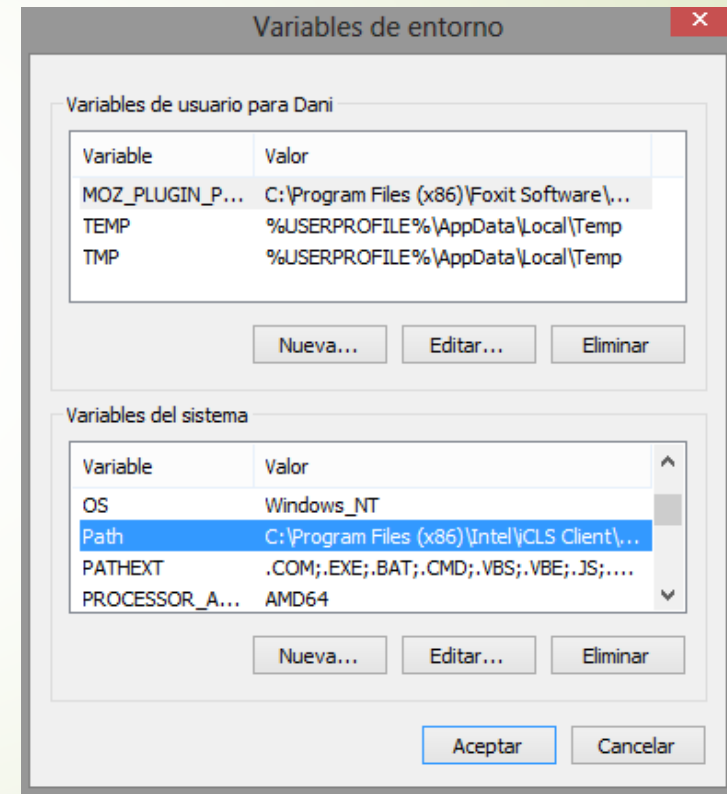 Variables de entorno
Variables de usuario para Dani
Variable Valor
MOZ_PLUGIN_P... C:\Program Files (x86)\Foxit Software\...
TEMP %USERPROFILE%\AppData\Local\Temp
TMP %USERPROFILE%\AppData\Local\Temp
Nueva... Editar... Eliminar
Variables del sistema
Variable Valor
OS Windows_NT
Path C:\Program Files (x86)\Intel\iCLS Client\...
PATHEXT .COM;.EXE;.BAT;.CMD;.VBS;.VBE;.JS;....
PROCESSOR_A... AMD64
Nueva... Editar... Eliminar
Aceptar Cancelar